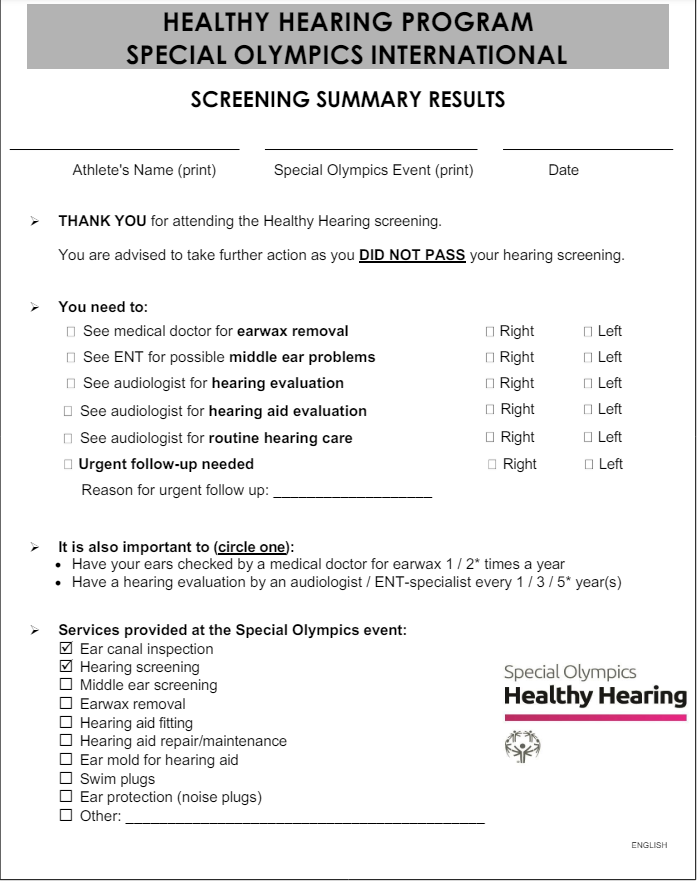 HEALTHY HEARING PROGRAM
SPECIAL OLYMPICS INTERNATIONAL
SCREENING SUMMARY RESULTS
Athlete's Name (print) Special Olympics Event (print) Date
➢ THANK YOU for attending the Healthy Hearing screening.
You are advised to take further action as you DID NOT PASS your hearing screening.
➢ You need to:
☐ See medical doctor for earwax removal ☐ Right ☐ Left
☐ See ENT for possible middle ear problems ☐ Right ☐ Left
☐ See audiologist for hearing evaluation ☐ Right ☐ Left
☐ See audiologist for hearing aid evaluation ☐ Right ☐ Left
☐ See audiologist for routine hearing care ☐ Right ☐ Left
☐ Urgent follow-up needed ☐ Right ☐ Left
Reason for urgent follow up: ___________________
➢ It is also important to (circle one):
• Have your ears checked by a medical doctor for earwax 1 / 2* times a year
• Have a hearing evaluation by an audiologist / ENT-specialist every 1 / 3 / 5* year(s)
➢ Services provided at the Special Olympics event:
☑ Ear canal inspection
☑ Hearing screening
☐ Middle ear screening
☐ Earwax removal
☐ Hearing aid fitting
☐ Hearing aid repair/maintenance
☐ Ear mold for hearing aid
☐ Swim plugs
☐ Ear protection (noise plugs)
☐ Other: ___________________________________________
Special Olympics
Healthy Hearing
ENGLISH